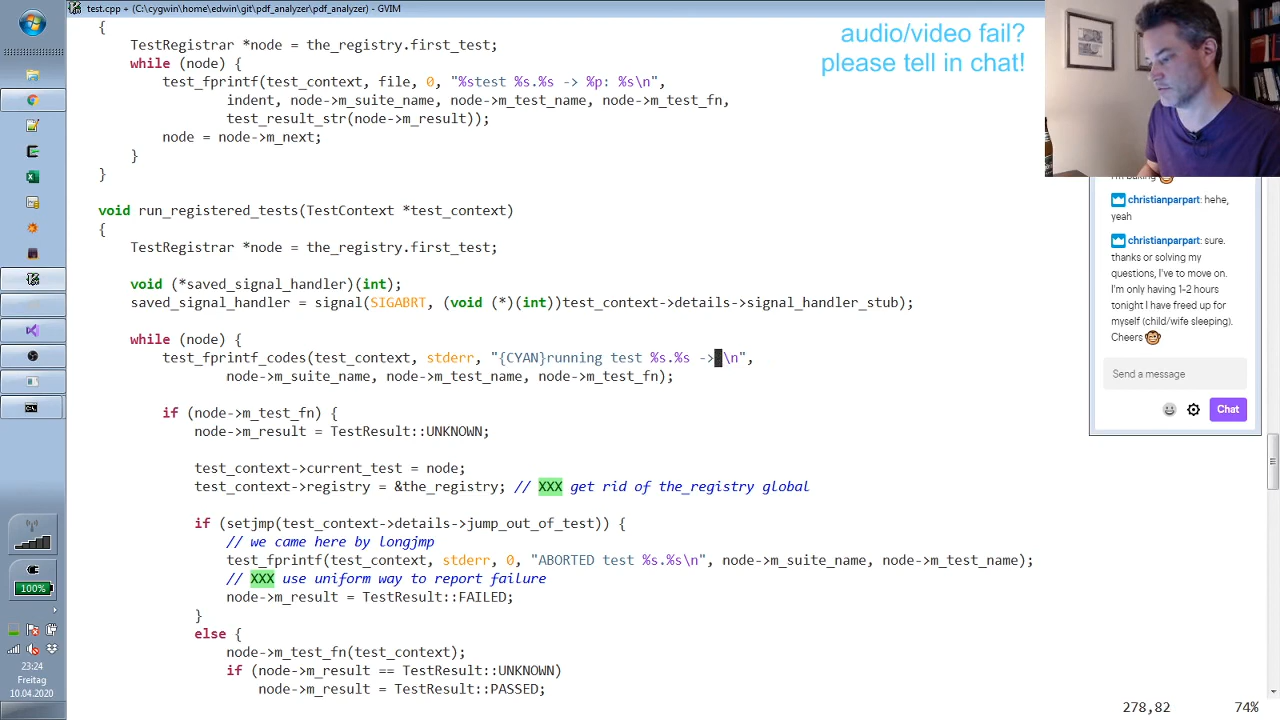 test.cpp + (C:\cygwin\home\edwin\git\pdf_analyzer\pdf_analyzer) - GVIM
{
TestRegistrar *node = the_registry.first_test;
while (node) {
test_fprintf(test_context, file, 0, "%stest %s.%s -> %p: %s\n",
indent, node->m_suite_name, node->m_test_name, node->m_test_fn,
test_result_str(node->m_result));
node = node->m_next;
}
}
void run_registered_tests(TestContext *test_context)
{
TestRegistrar *node = the_registry.first_test;
void (*saved_signal_handler)(int);
saved_signal_handler = signal(SIGABRT, (void (*)(int))test_context->details->signal_handler_stub);
while (node) {
test_fprintf_codes(test_context, stderr, "{CYAN}running test %s.%s -> \n",
node->m_suite_name, node->m_test_name, node->m_test_fn);
if (node->m_test_fn) {
node->m_result = TestResult::UNKNOWN;
test_context->current_test = node;
test_context->registry = &the_registry; // XXX get rid of the_registry global
if (setjmp(test_context->details->jump_out_of_test)) {
// we came here by longjmp
test_fprintf(test_context, stderr, 0, "ABORTED test %s.%s\n", node->m_suite_name, node->m_test_name);
// XXX use uniform way to report failure
node->m_result = TestResult::FAILED;
}
else {
node->m_test_fn(test_context);
if (node->m_result == TestResult::UNKNOWN)
node->m_result = TestResult::PASSED;
278,82 74%
audio/video fail?
please tell in chat!
I'm baking
christianparpart: hehe,
yeah
christianparpart: sure.
thanks or solving my
questions, I've to move on.
I'm only having 1-2 hours
tonight I have freed up for
myself (child/wife sleeping).
Cheers
Send a message
Chat
100%
23:24
Freitag
10.04.2020